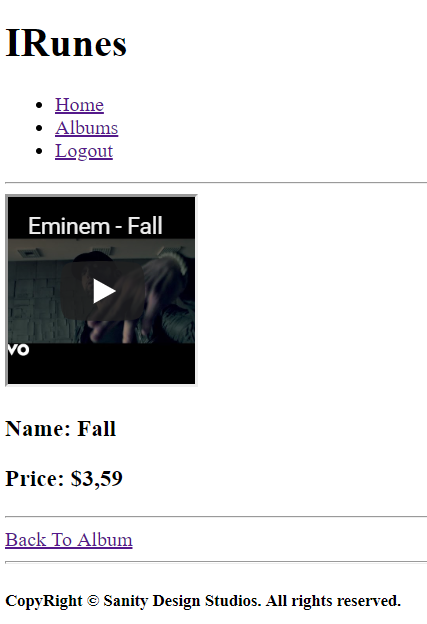 IRunes
Home
Albums
Logout
Eminem - Fall
VO
Name: Fall
Price: $3,59
Back To Album
CopyRight © Sanity Design Studios. All rights reserved.